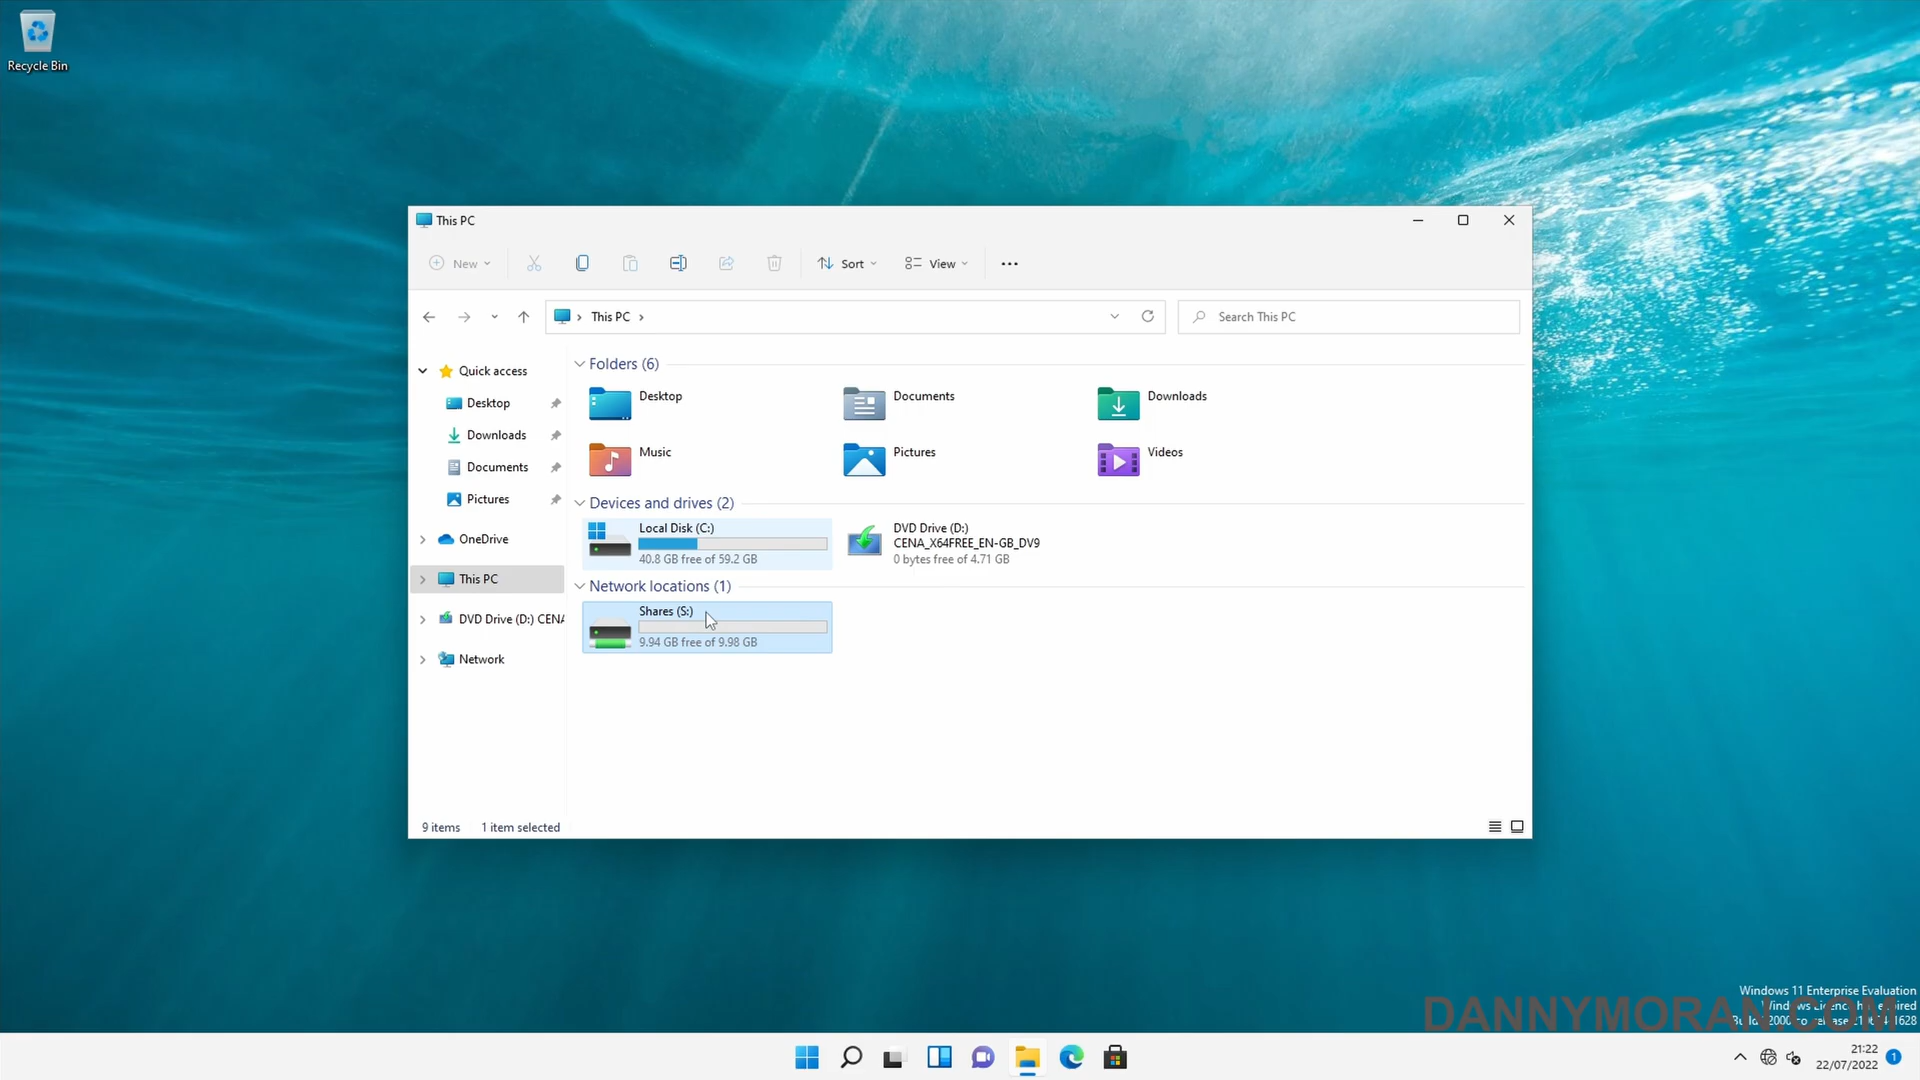 Recycle Bin
This PC
New
Sort
View
This PC
Search This PC
Quick access
Desktop
Downloads
Documents
Pictures
OneDrive
This PC
DVD Drive (D:) CENA
Network
Folders (6)
Desktop
Documents
Downloads
Music
Pictures
Videos
Devices and drives (2)
Local Disk (C:)
40.8 GB free of 59.2 GB
DVD Drive (D:)
CENA_X64FREE_EN-GB_DV9
0 bytes free of 4.71 GB
Network locations (1)
Shares (S:)
9.94 GB free of 9.98 GB
9 items
1 item selected
Windows 11 Enterprise Evaluation
DANNYMORAN.COM
21:22
22/07/2022
1